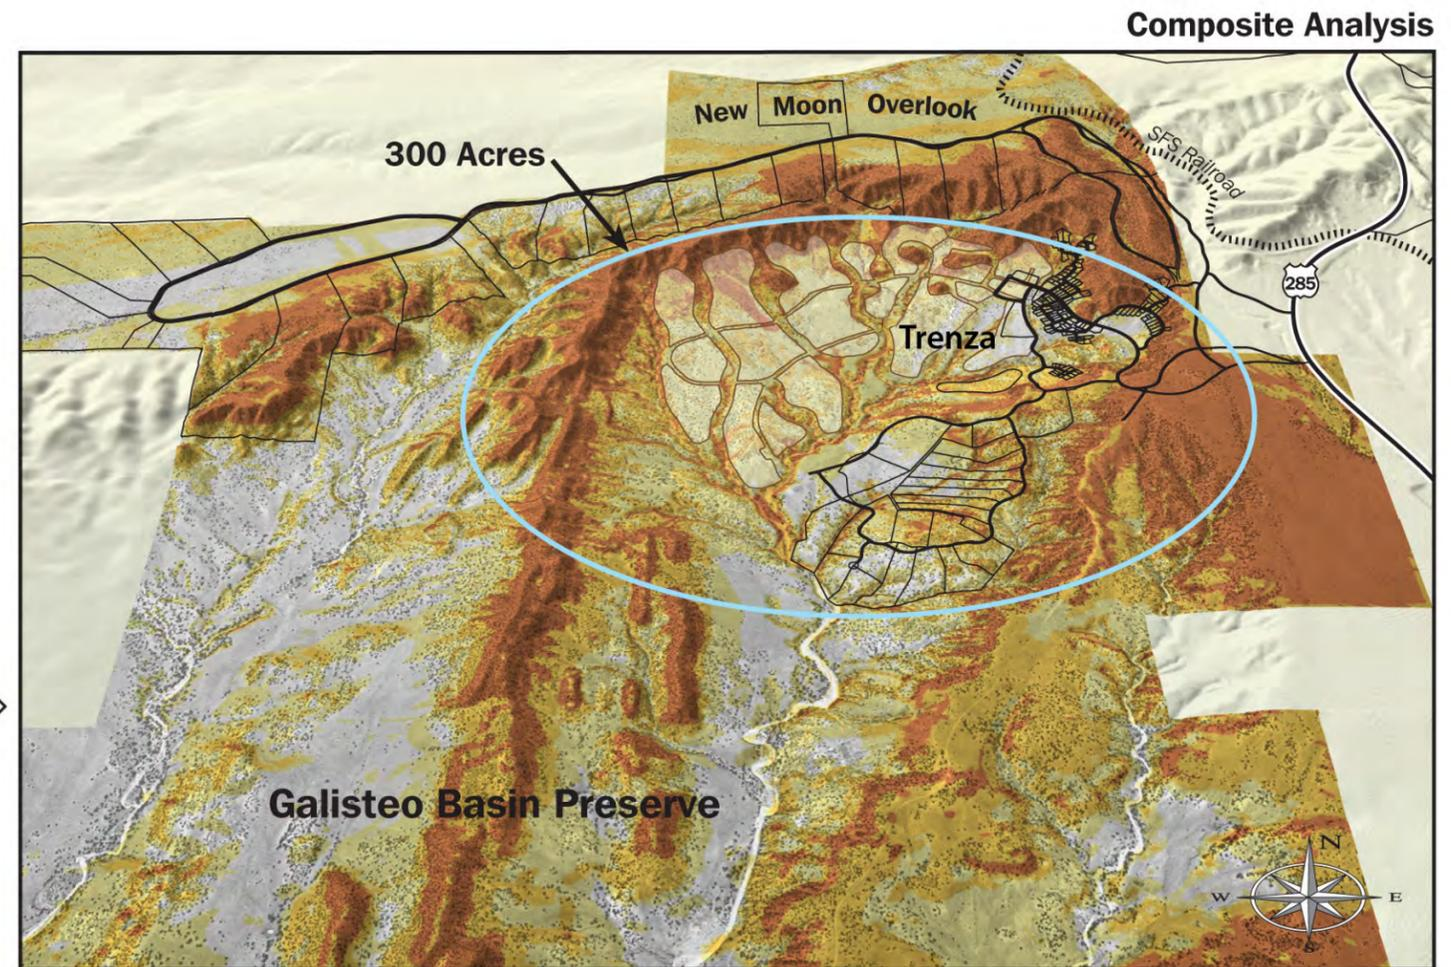 Composite Analysis
New Moon Overlook
300 Acres
SFS Railroad
285
Trenza
Galisteo Basin Preserve
N
W
E
S